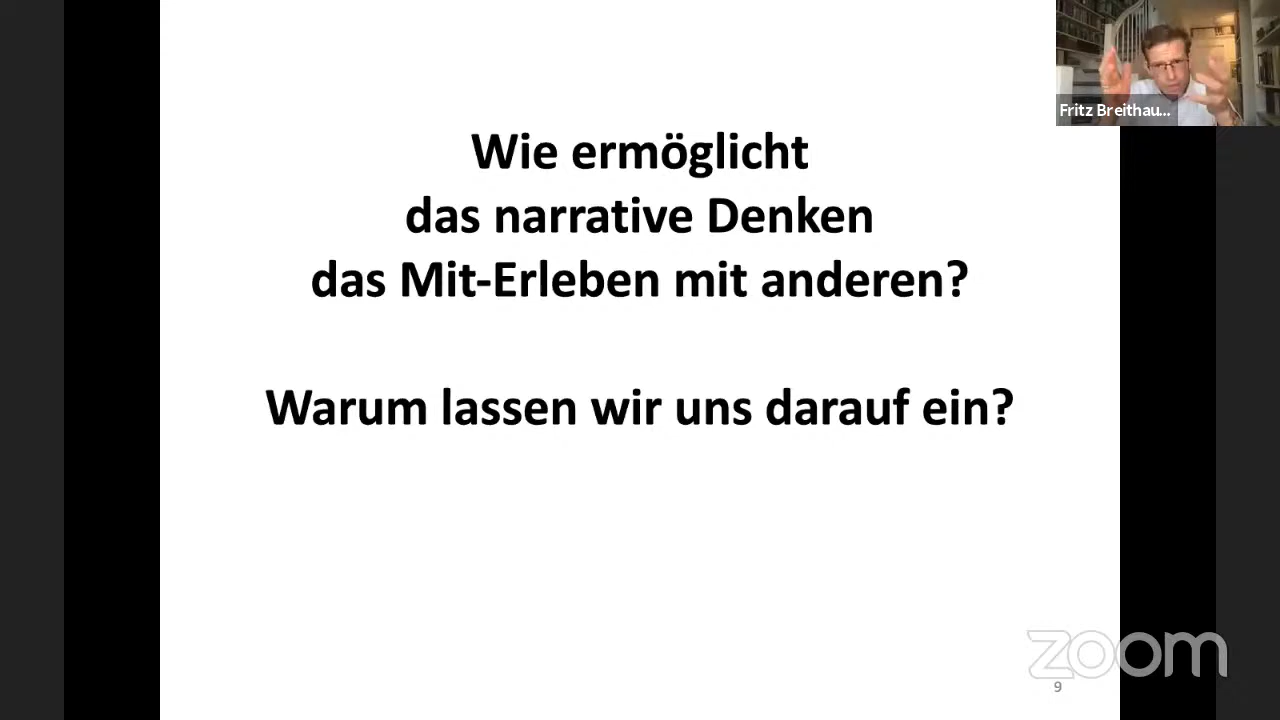 Fritz Breithau...
Wie ermöglicht
das narrative Denken
das Mit-Erleben mit anderen?
Warum lassen wir uns darauf ein?
zoom
9